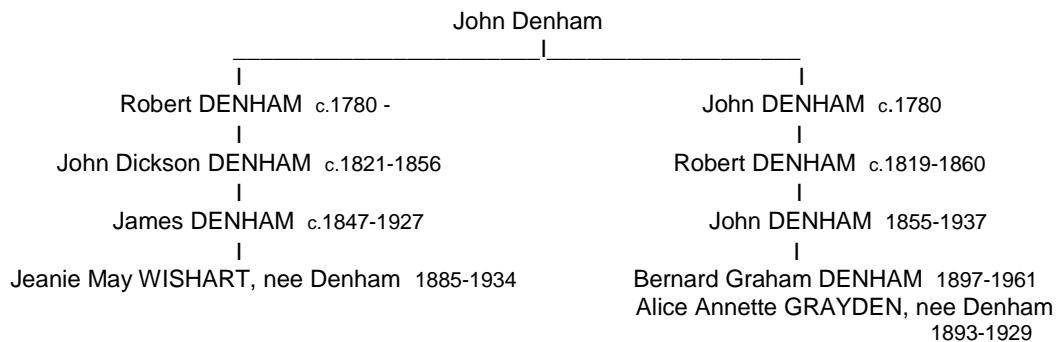 John Denham
Robert DENHAM c.1780 - John DENHAM c.1780
John Dickson DENHAM c.1821-1856 Robert DENHAM c.1819-1860
James DENHAM c.1847-1927 John DENHAM 1855-1937
Jeanie May WISHART, nee Denham 1885-1934 Bernard Graham DENHAM 1897-1961
Alice Annette GRAYDEN, nee Denham
1893-1929